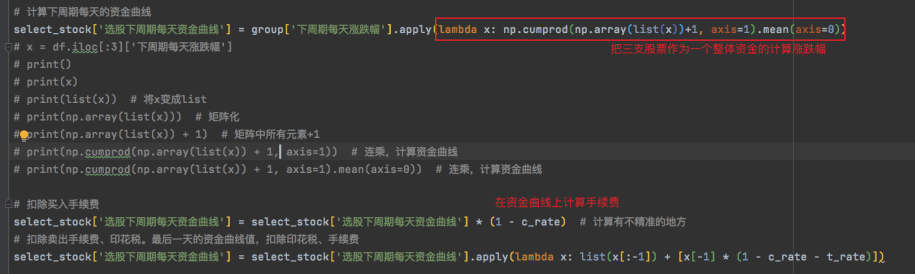 # 计算下周期每天的资金曲线
select_stock['选股下周期每天资金曲线'] = group['下周期每天涨跌幅'].apply(lambda x: np.cumprod(np.array(list(x))+1, axis=1).mean(axis=0))
# x = df.iloc[:3]['下周期每天涨跌幅']
把三支股票作为一个整体资金的计算涨跌幅
# print()
# print(x)
# print(list(x))  # 将x变成list
# print(np.array(list(x)))  # 矩阵化
# print(np.array(list(x)) + 1)  # 矩阵中所有元素+1
# print(np.cumprod(np.array(list(x)) + 1, axis=1))  # 连乘，计算资金曲线
# print(np.cumprod(np.array(list(x)) + 1, axis=1).mean(axis=0))  # 连乘，计算资金曲线
在资金曲线上计算手续费
# 扣除买入手续费
select_stock['选股下周期每天资金曲线'] = select_stock['选股下周期每天资金曲线'] * (1 - c_rate)  # 计算有不精准的地方
# 扣除卖出手续费、印花税。最后一天的资金曲线值，扣除印花税、手续费
select_stock['选股下周期每天资金曲线'] = select_stock['选股下周期每天资金曲线'].apply(lambda x: list(x[:-1]) + [x[-1] * (1 - c_rate - t_rate)])